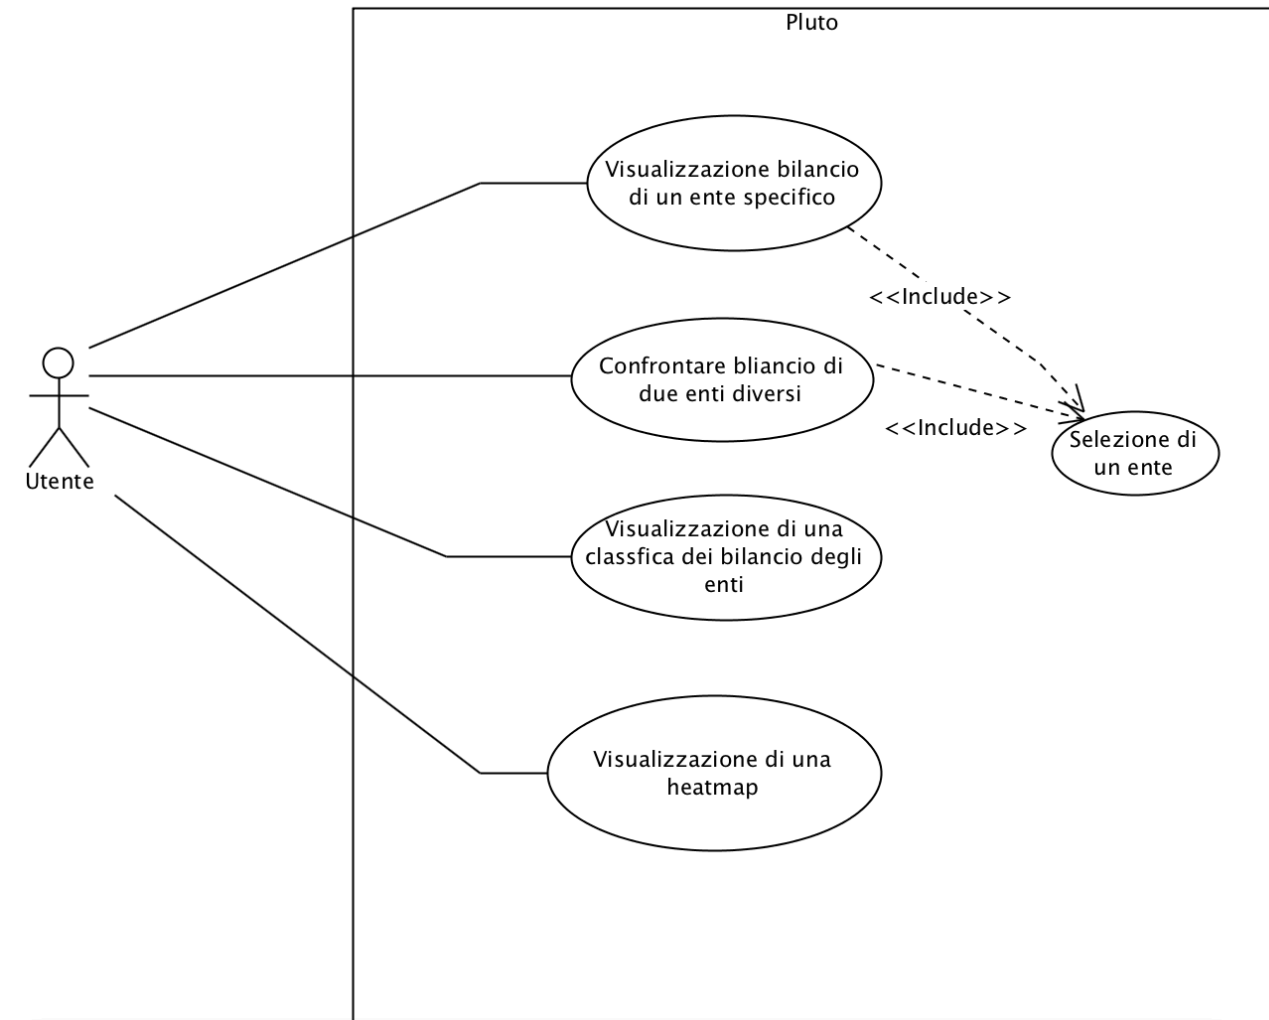 Pluto
Visualizzazione bilancio
di un ente specifico
<<Include>>
Confrontare bliancio di
due enti diversi
<<Include>>
Selezione di
un ente
Utente
Visualizzazione di una
classfica dei bilancio degli
enti
Visualizzazione di una
heatmap